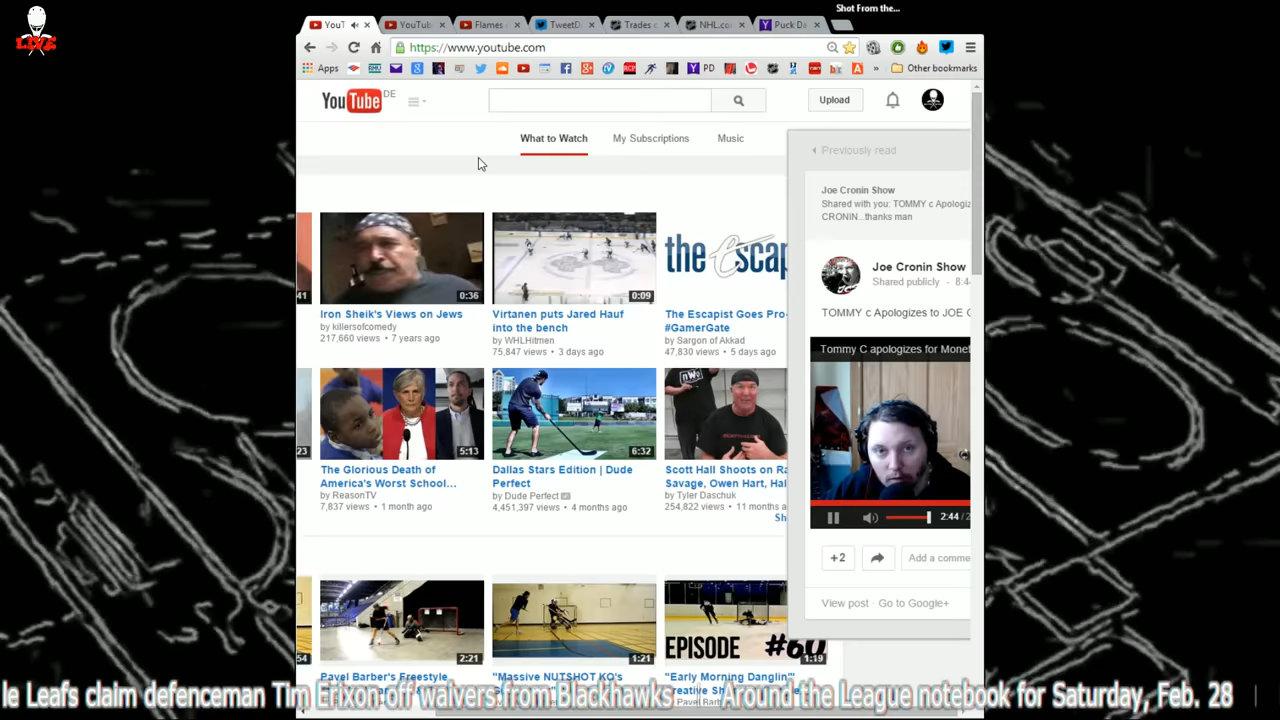 Shot From the...
LIVE
YouT
YouTube
Flames
TweetD
Trades
NHL.co
Puck Da
https://www.youtube.com
Apps
PD
Other bookmarks
YouTube DE
Upload
What to Watch
My Subscriptions
Music
Previously read
Joe Cronin Show
Shared with you: TOMMY c Apologiz
CRONIN...thanks man
Joe Cronin Show
Shared publicly - 8:4
TOMMY c Apologizes to JOE C
Tommy C apologizes for Monet
2:44 / 2
+2
Add a comme
View post
Go to Google+
41
0:36
Iron Sheik's Views on Jews
by killersofcomedy
217,660 views • 7 years ago
0:09
Virtanen puts Jared Hauf
into the bench
by WHLHitmen
75,847 views • 3 days ago
the escap
The Escapist Goes Pro-
#GamerGate
by Sargon of Akkad
47,830 views • 5 days ago
23
5:13
The Glorious Death of
America's Worst School...
by ReasonTV
7,837 views • 1 month ago
6:32
Dallas Stars Edition | Dude
Perfect
by Dude Perfect
4,451,397 views • 4 months ago
nWo
Scott Hall Shoots on Ra
Savage, Owen Hart, Hal
by Tyler Daschuk
254,822 views • 11 months a
Sh
54
2:21
Pavel Barber's Freestyle
1:21
"Massive NUTSHOT KO's
EPISODE #60
1:19
"Early Morning Danglin'"
Creative Sh
Pavel Barb
le Leafs claim defenceman Tim Erixon off waivers from Blackhawks
Around the League notebook for Saturday, Feb. 28